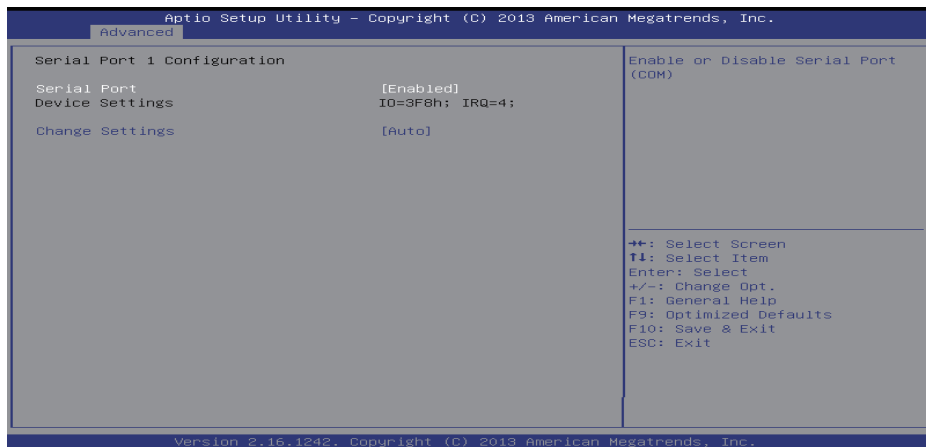 Aptio Setup Utility – Copyright (C) 2013 American Megatrends, Inc.
Advanced
Serial Port 1 Configuration
Serial Port [Enabled]
Device Settings IO=3F8h; IRQ=4;
Change Settings [Auto]
Enable or Disable Serial Port
(COM)
→←: Select Screen
↑↓: Select Item
Enter: Select
+/-: Change Opt.
F1: General Help
F9: Optimized Defaults
F10: Save & Exit
ESC: Exit
Version 2.16.1242. Copyright (C) 2013 American Megatrends, Inc.